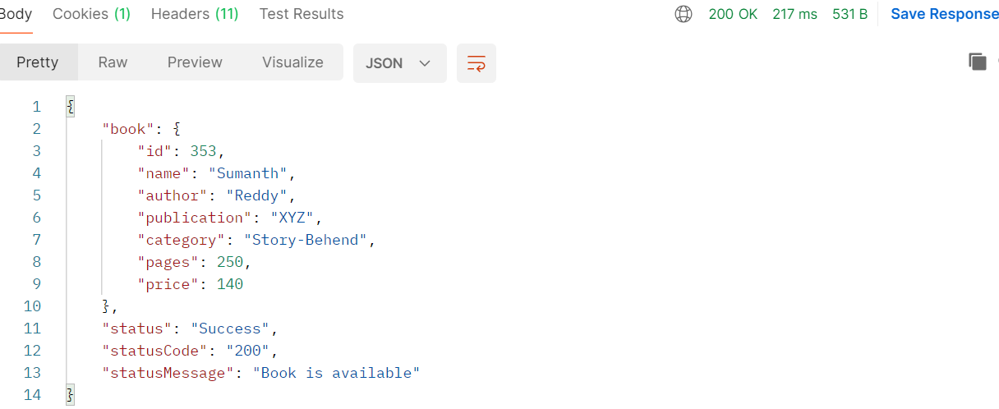 Body Cookies (1) Headers (11) Test Results 200 OK 217 ms 531 B Save Response
Pretty Raw Preview Visualize JSON
1 {
2 "book": {
3 "id": 353,
4 "name": "Sumanth",
5 "author": "Reddy",
6 "publication": "XYZ",
7 "category": "Story-Behend",
8 "pages": 250,
9 "price": 140
10 },
11 "status": "Success",
12 "statusCode": "200",
13 "statusMessage": "Book is available"
14 }